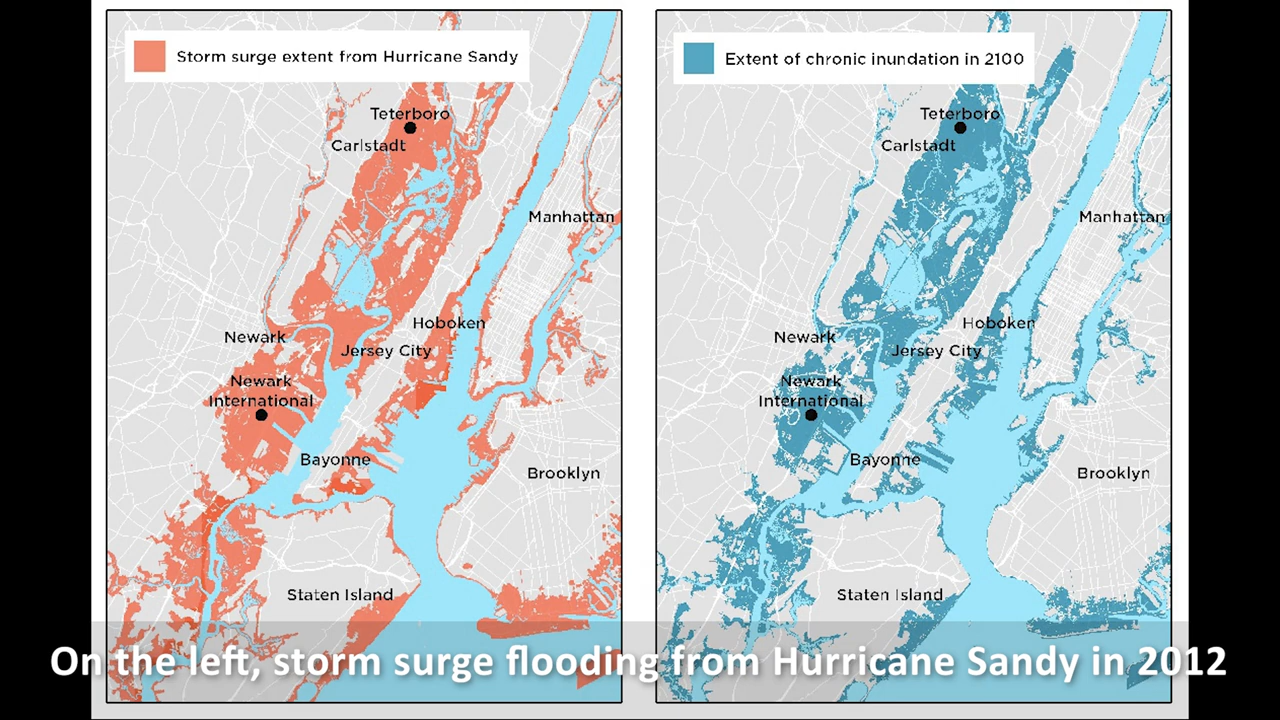 Storm surge extent from Hurricane Sandy
Teterboro
Carlstadt
Manhattan
Hoboken
Newark
Jersey City
Newark
International
Bayonne
Brooklyn
Staten Island
Extent of chronic inundation in 2100
Teterboro
Carlstadt
Manhattan
Hoboken
Newark
Jersey City
Newark
International
Bayonne
Brooklyn
Staten Island
On the left, storm surge flooding from Hurricane Sandy in 2012